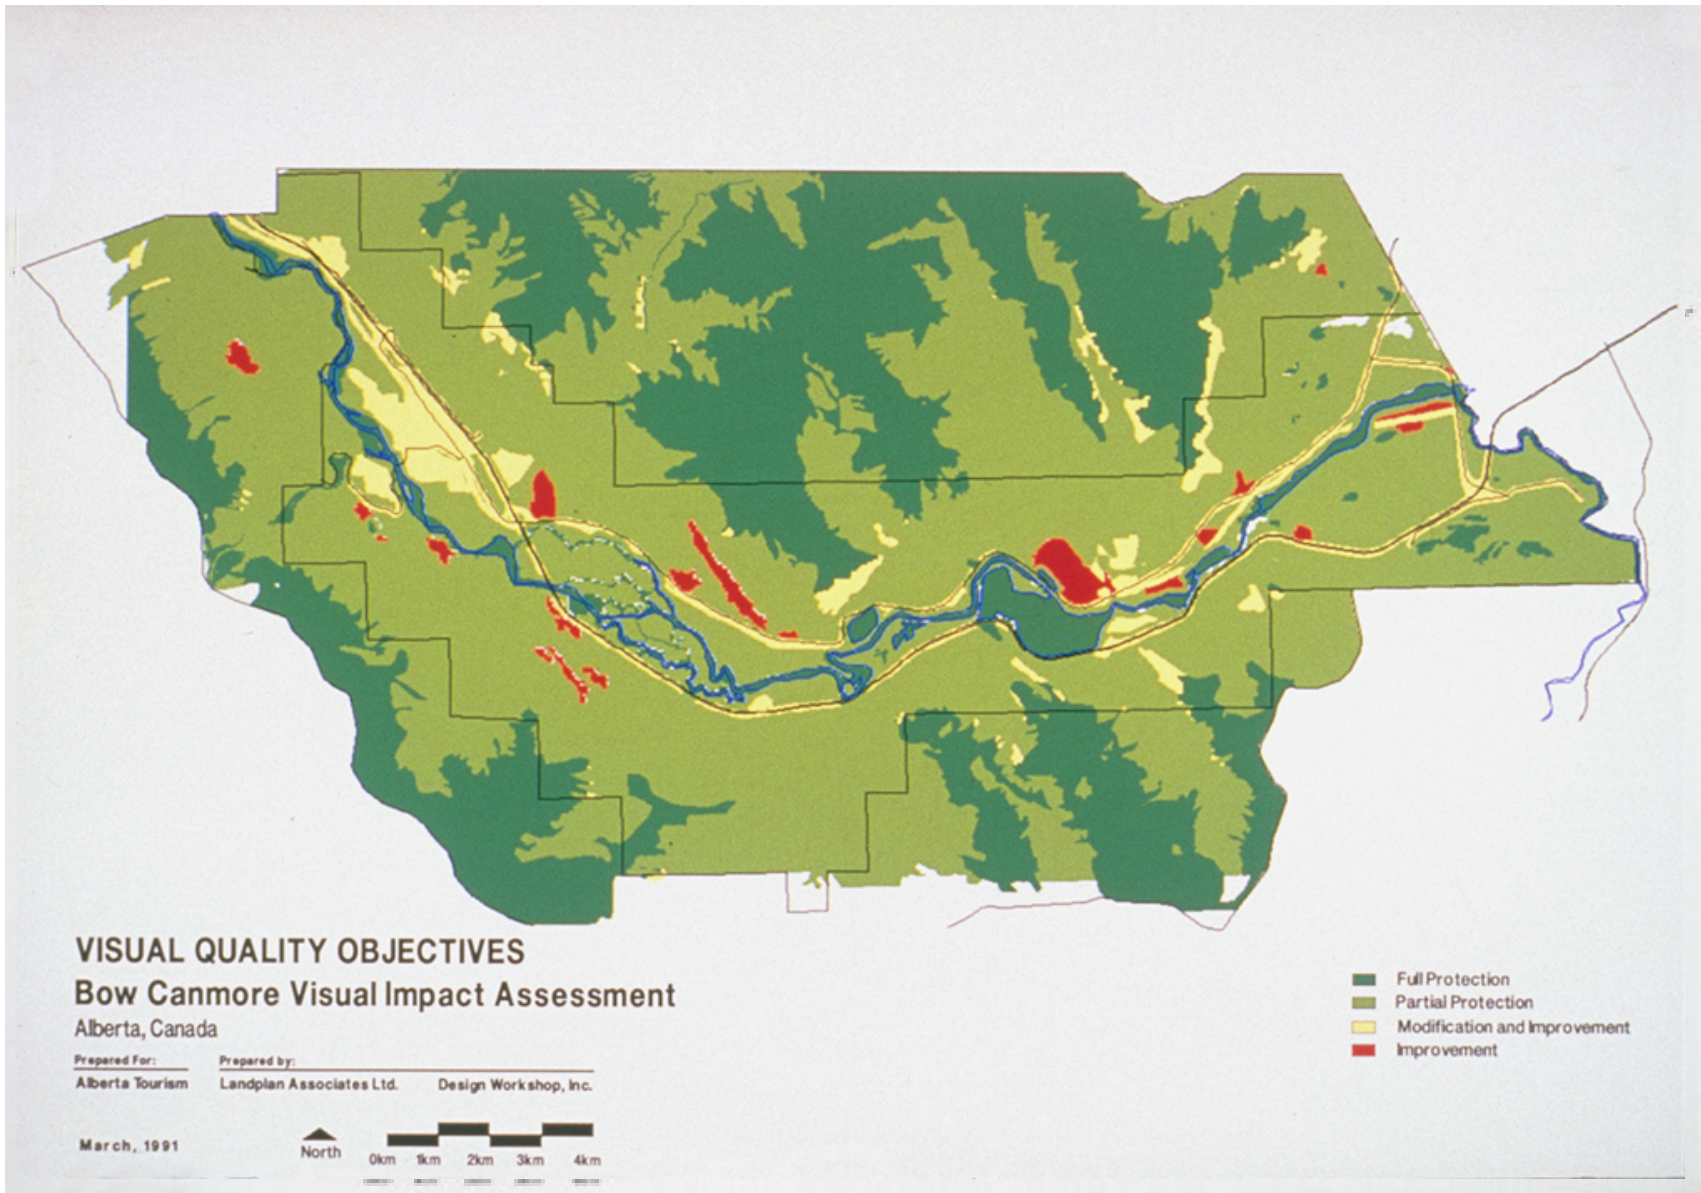 VISUAL QUALITY OBJECTIVES
Bow Canmore Visual Impact Assessment
Alberta, Canada
Prepared For:
Prepared by:
Alberta Tourism
Landplan Associates Ltd.
Design Workshop, Inc.
March, 1991
North
0km 1km 2km 3km 4km
Full Protection
Partial Protection
Modification and Improvement
Improvement